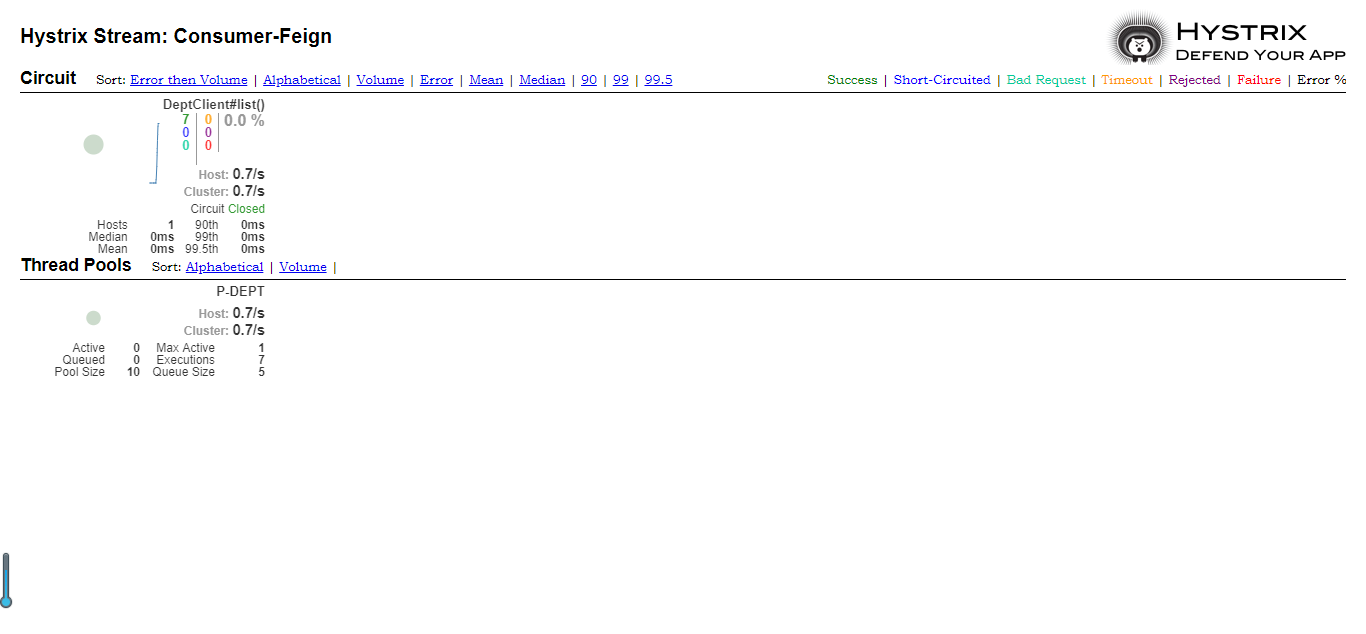 Hystrix Stream: Consumer-Feign
HYSTRIX
DEFEND YOUR APP
Circuit Sort: Error then Volume | Alphabetical | Volume | Error | Mean | Median | 90 | 99 | 99.5
Success | Short-Circuited | Bad Request | Timeout | Rejected | Failure | Error %
DeptClient#list()
7 0 0.0 %
0 0
0 0
Host: 0.7/s
Cluster: 0.7/s
Circuit Closed
Hosts 1 90th 0ms
Median 0ms 99th 0ms
Mean 0ms 99.5th 0ms
Thread Pools Sort: Alphabetical | Volume |
P-DEPT
Host: 0.7/s
Cluster: 0.7/s
Active 0 Max Active 1
Queued 0 Executions 7
Pool Size 10 Queue Size 5